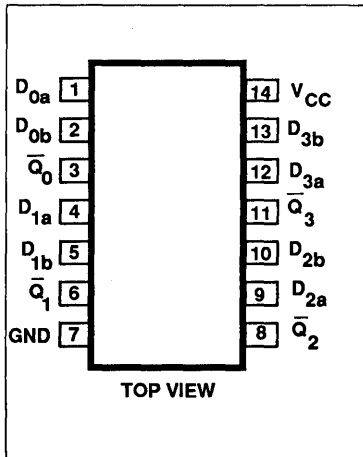 D0a 1
D0b 2
Q̅0 3
D1a 4
D1b 5
Q̅1 6
GND 7
14 VCC
13 D3b
12 D3a
11 Q̅3
10 D2b
9 D2a
8 Q̅2
TOP VIEW